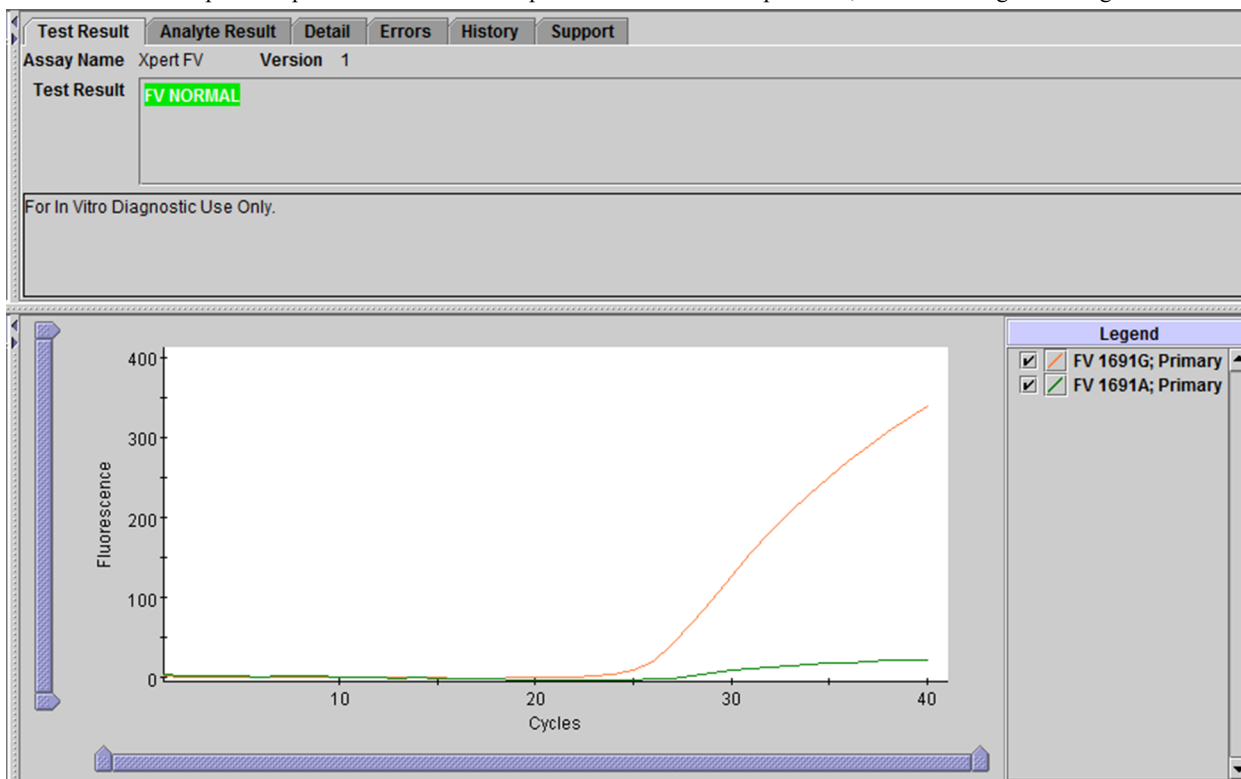 Test Result Analyte Result Detail Errors History Support
Assay Name Xpert FV Version 1
Test Result FV NORMAL
For In Vitro Diagnostic Use Only.
Legend
FV 1691G; Primary
FV 1691A; Primary
400
300
200
100
0
Fluorescence
10 20 30 40
Cycles